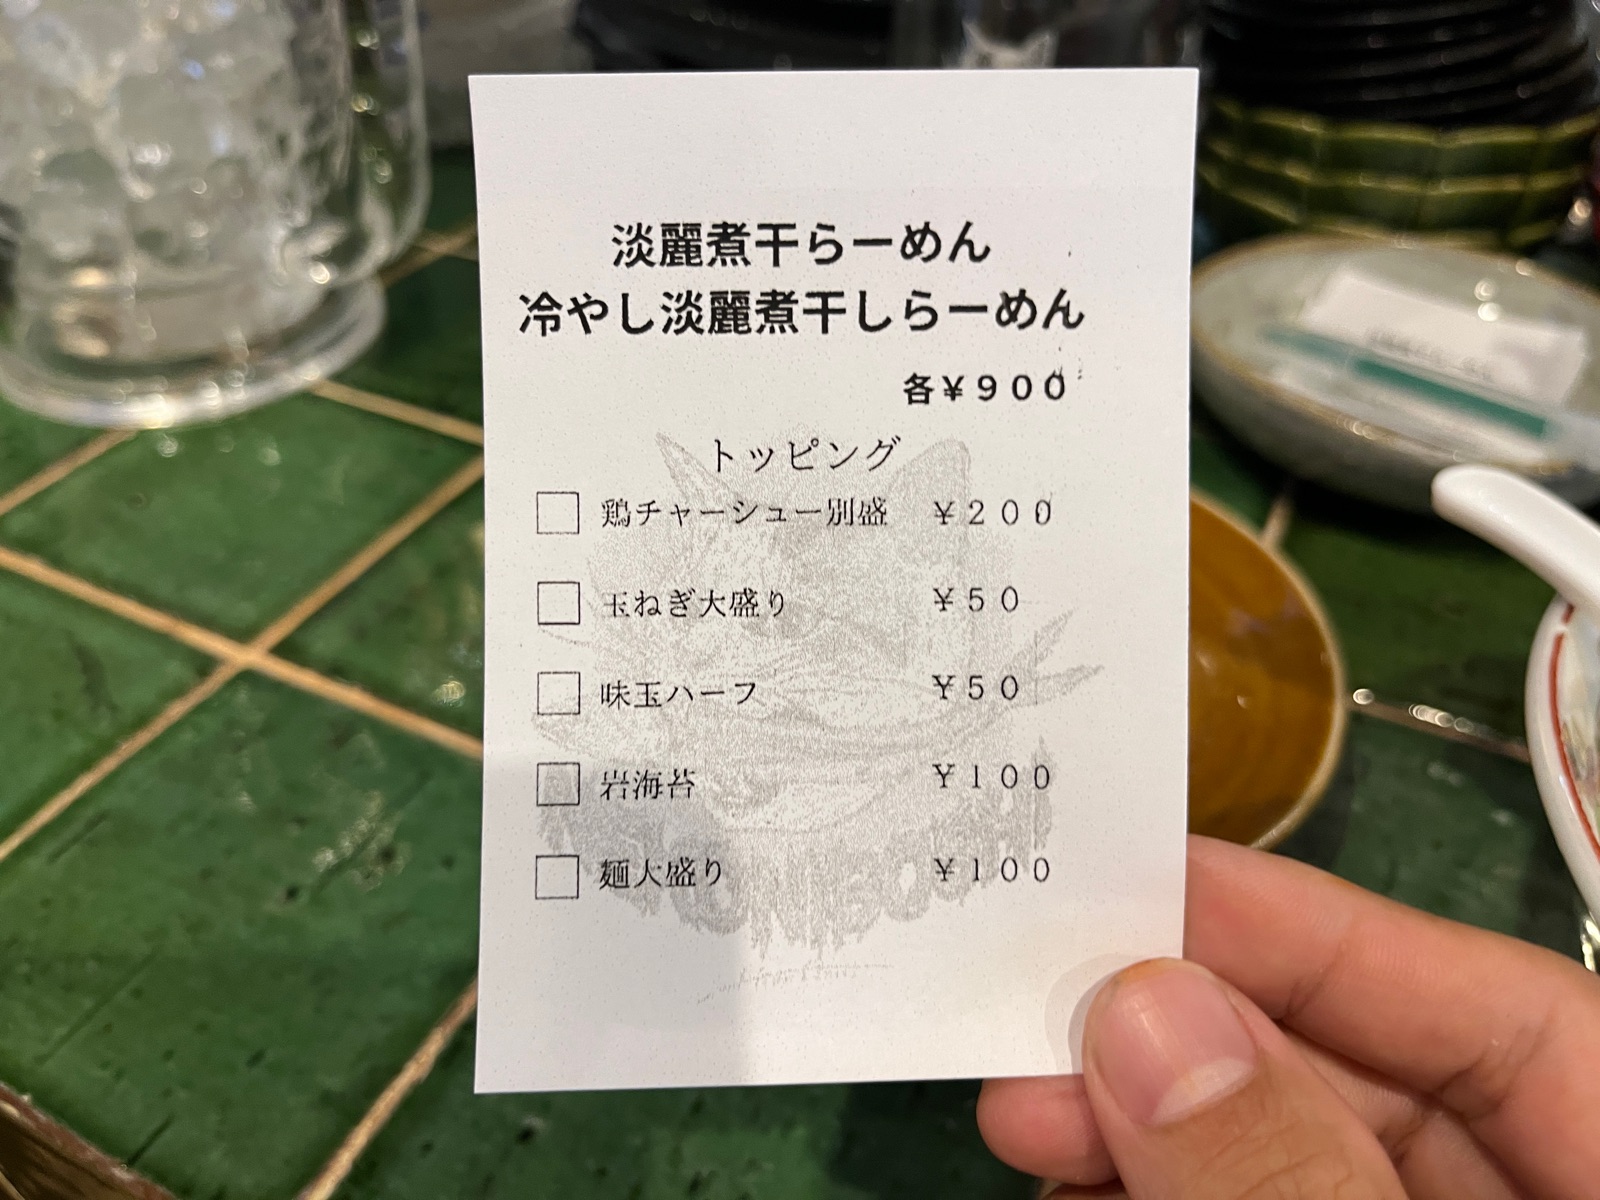 淡麗煮干らーめん
冷やし淡麗煮干しらーめん
各¥900
トッピング
鶏チャーシュー別盛 ¥200
玉ねぎ大盛り ¥50
味玉ハーフ ¥50
岩海苔 ¥100
麺大盛り ¥100